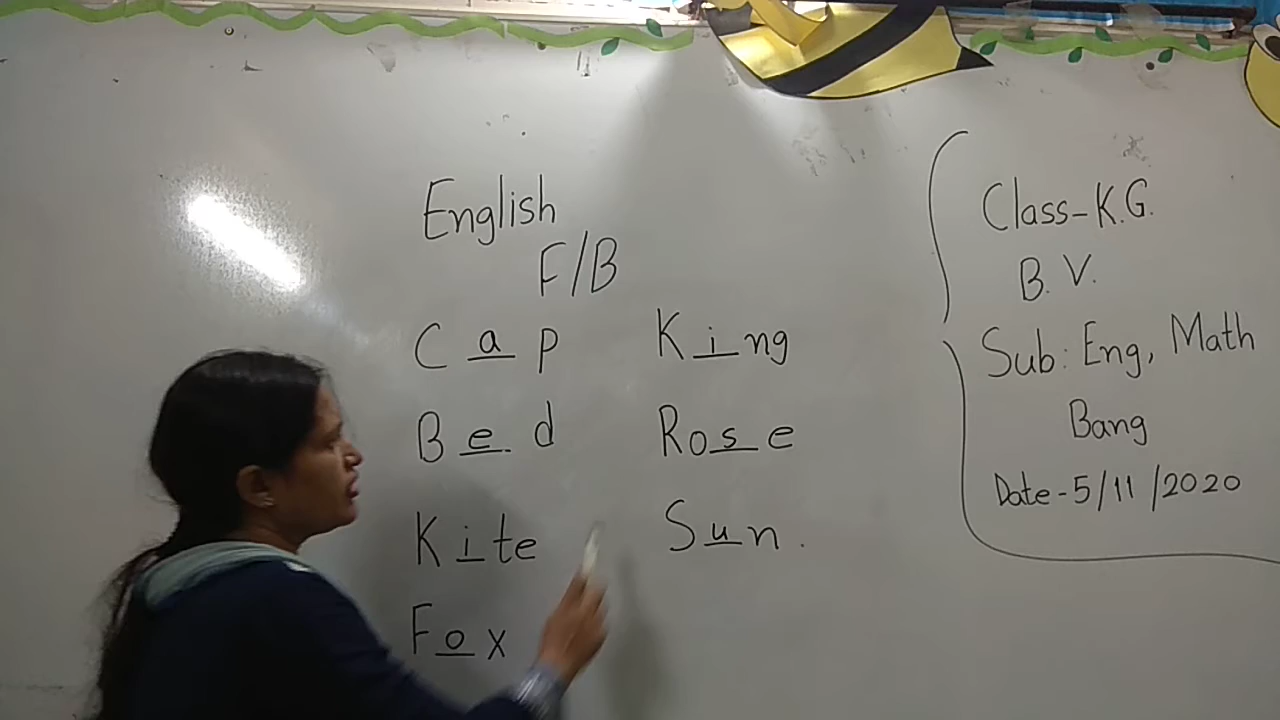 English
F/B
Cap King
Bed. Rose
Kite Sun.
Fox
Class-K.G.
B.V.
Sub: Eng, Math
Bang
Date-5/11/2020